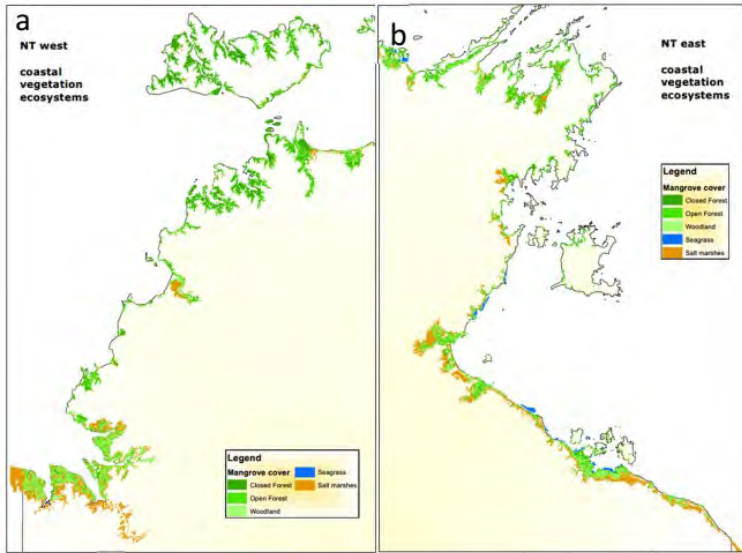 a
NT west
coastal
vegetation
ecosystems
Legend
Mangrove cover
Closed Forest
Open Forest
Woodland
Seagrass
Salt marshes
b
NT east
coastal
vegetation
ecosystems
Legend
Mangrove cover
Closed Forest
Open Forest
Woodland
Seagrass
Salt marshes